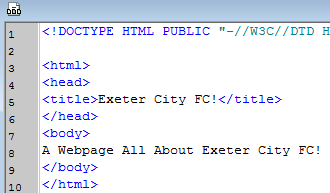 1 <!DOCTYPE HTML PUBLIC "-//W3C//DTD H
2
3 <html>
4 <head>
5 <title>Exeter City FC!</title>
6 </head>
7 <body>
8 A Webpage All About Exeter City FC!
9 </body>
10 </html>